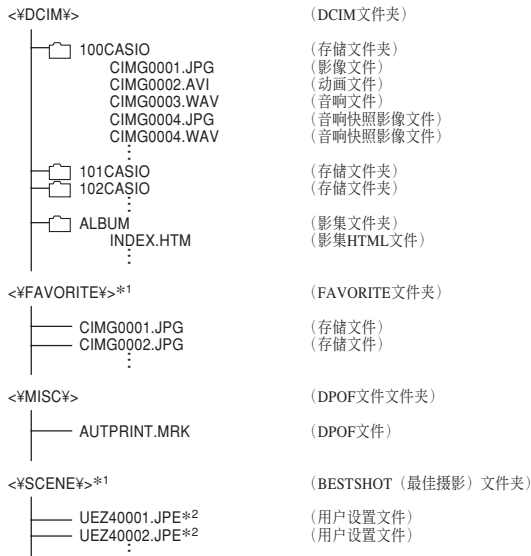 <¥DCIM¥> （DCIM文件夹）
100CASIO （存储文件夹）
CIMG0001.JPG （影像文件）
CIMG0002.AVI （动画文件）
CIMG0003.WAV （音响文件）
CIMG0004.JPG （音响快照影像文件）
CIMG0004.WAV （音响快照影像文件）
101CASIO （存储文件夹）
102CASIO （存储文件夹）
ALBUM （影集文件夹）
INDEX.HTM （影集HTML文件）
<¥FAVORITE¥>*1 （FAVORITE文件夹）
CIMG0001.JPG （存储文件）
CIMG0002.JPG （存储文件）
<¥MISC¥> （DPOF文件文件夹）
AUTPRINT.MRK （DPOF文件）
<¥SCENE¥>*1 （BESTSHOT（最佳摄影）文件夹）
UEZ40001.JPE*2 （用户设置文件）
UEZ40002.JPE*2 （用户设置文件）